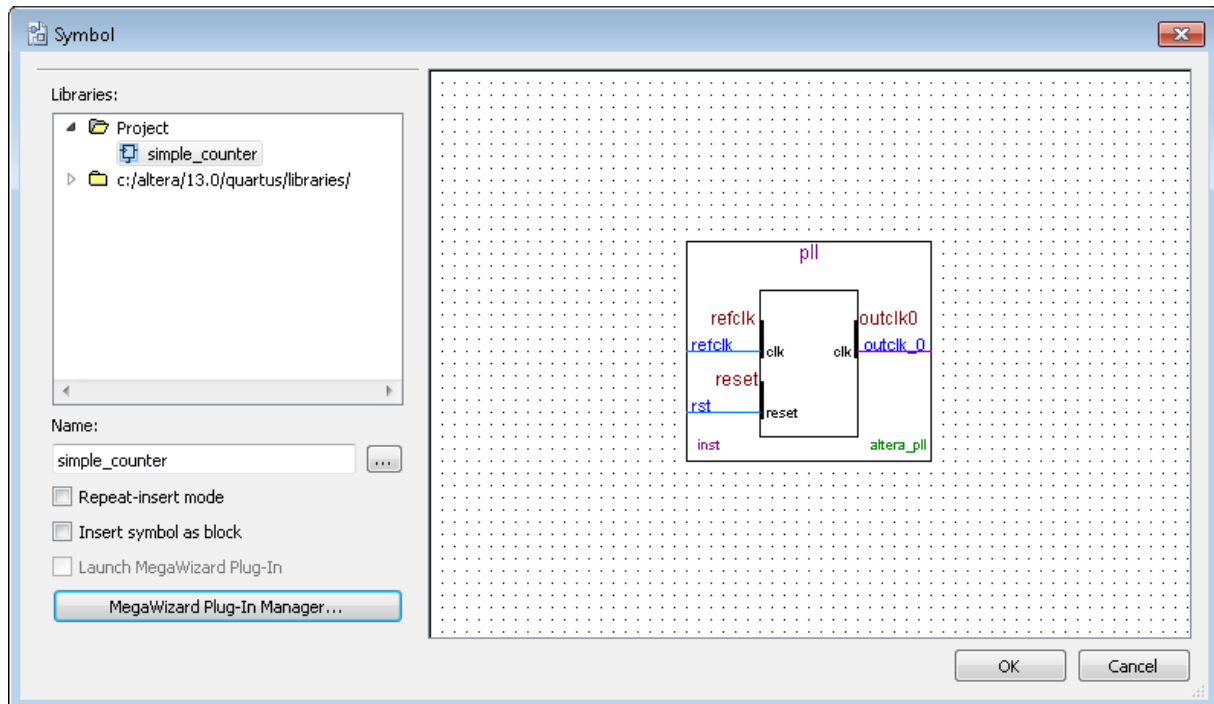 Symbol
Libraries:
Project
simple_counter
c:/altera/13.0/quartus/libraries/
Name:
simple_counter
...
Repeat-insert mode
Insert symbol as block
Launch MegaWizard Plug-In
MegaWizard Plug-In Manager...
pll
refclk outclk0
refclk clk clk outclk_0
reset
rst reset
inst altera_pll
OK Cancel